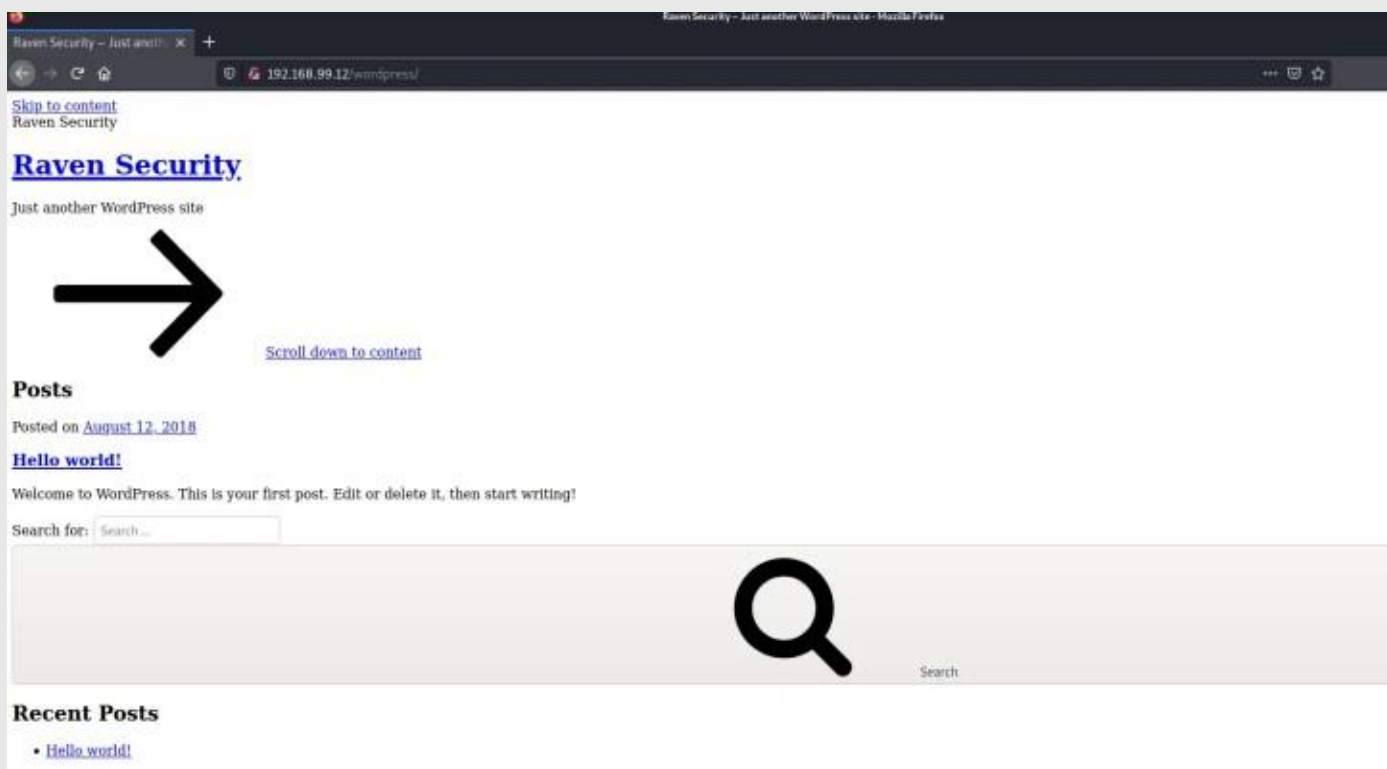 Raven Security – Just another WordPress site - Mozilla Firefox
Raven Security – Just anoth
192.168.99.12/wordpress/
Skip to content
Raven Security
Raven Security
Just another WordPress site
Scroll down to content
Posts
Posted on August 12, 2018
Hello world!
Welcome to WordPress. This is your first post. Edit or delete it, then start writing!
Search for: Search …
Search
Recent Posts
• Hello world!